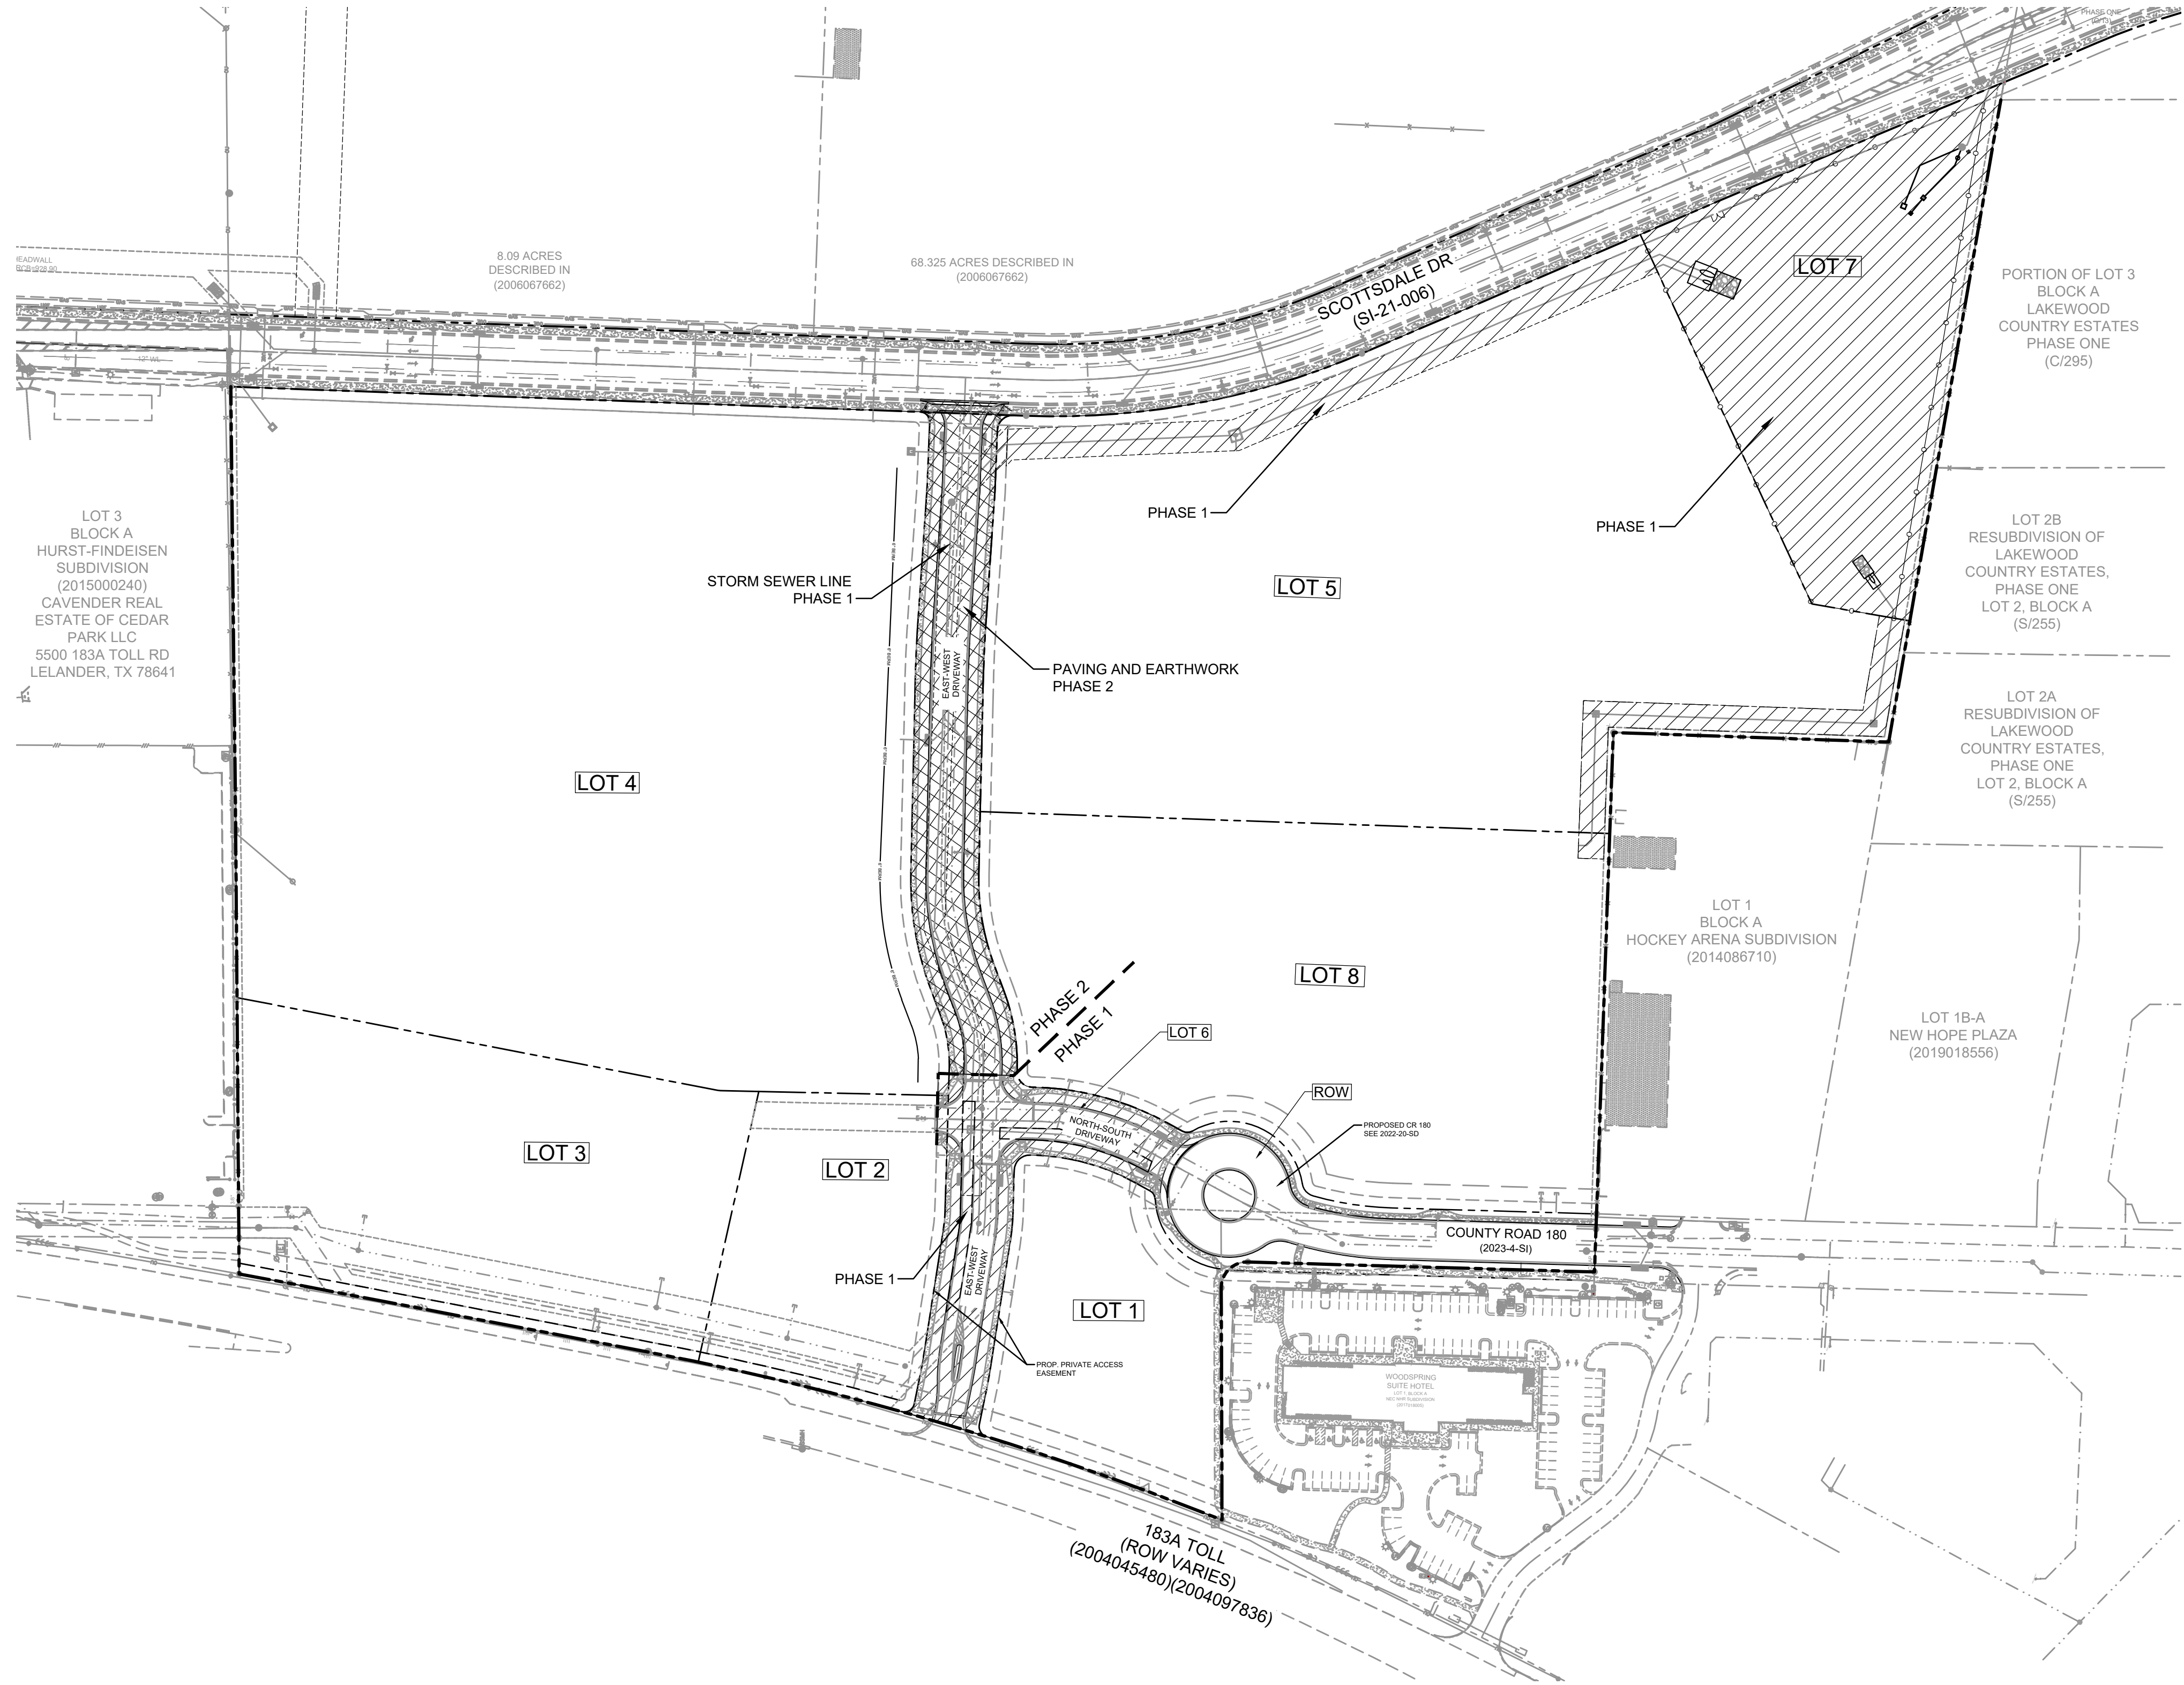 PHASE ONE
HEADWALL
8.09 ACRES
DESCRIBED IN
(2006067662)
68.325 ACRES DESCRIBED IN
(2006067662)
SCOTTSDALE DR
(SI-21-006)
LOT 7
PORTION OF LOT 3
BLOCK A
LAKEWOOD
COUNTRY ESTATES
PHASE ONE
(C/295)
12" WL
LOT 3
BLOCK A
HURST-FINDEISEN
SUBDIVISION
(2015000240)
CAVENDER REAL
ESTATE OF CEDAR
PARK LLC
5500 183A TOLL RD
LELANDER, TX 78641
PHASE 1
PHASE 1
LOT 2B
RESUBDIVISION OF
LAKEWOOD
COUNTRY ESTATES,
PHASE ONE
LOT 2, BLOCK A
(S/255)
STORM SEWER LINE
PHASE 1
LOT 5
PAVING AND EARTHWORK
PHASE 2
EAST-WEST
DRIVEWAY
LOT 2A
RESUBDIVISION OF
LAKEWOOD
COUNTRY ESTATES,
PHASE ONE
LOT 2, BLOCK A
(S/255)
LOT 4
LOT 1
BLOCK A
HOCKEY ARENA SUBDIVISION
(2014086710)
LOT 8
PHASE 2
PHASE 1
LOT 6
LOT 1B-A
NEW HOPE PLAZA
(2019018556)
ROW
NORTH-SOUTH
DRIVEWAY
PROPOSED CR 180
SEE 2022-20-SD
LOT 3
LOT 2
COUNTY ROAD 180
(2023-4-SI)
PHASE 1
EAST-WEST
DRIVEWAY
LOT 1
PROP. PRIVATE ACCESS
EASEMENT
WOODSPRING
SUITE HOTEL
LOT 1, BLOCK A
183A TOLL
(ROW VARIES)
(2004045480)(2004097836)